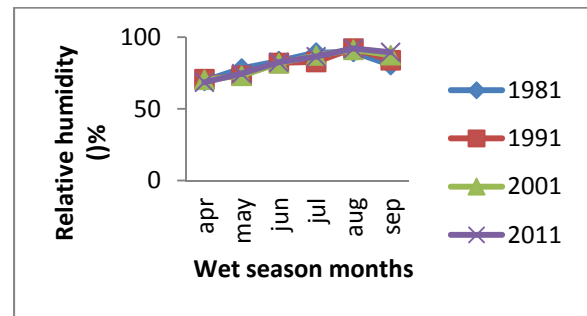 Relative humidity
()%
100
50
0
apr
may
jun
jul
aug
sep
Wet season months
1981
1991
2001
2011